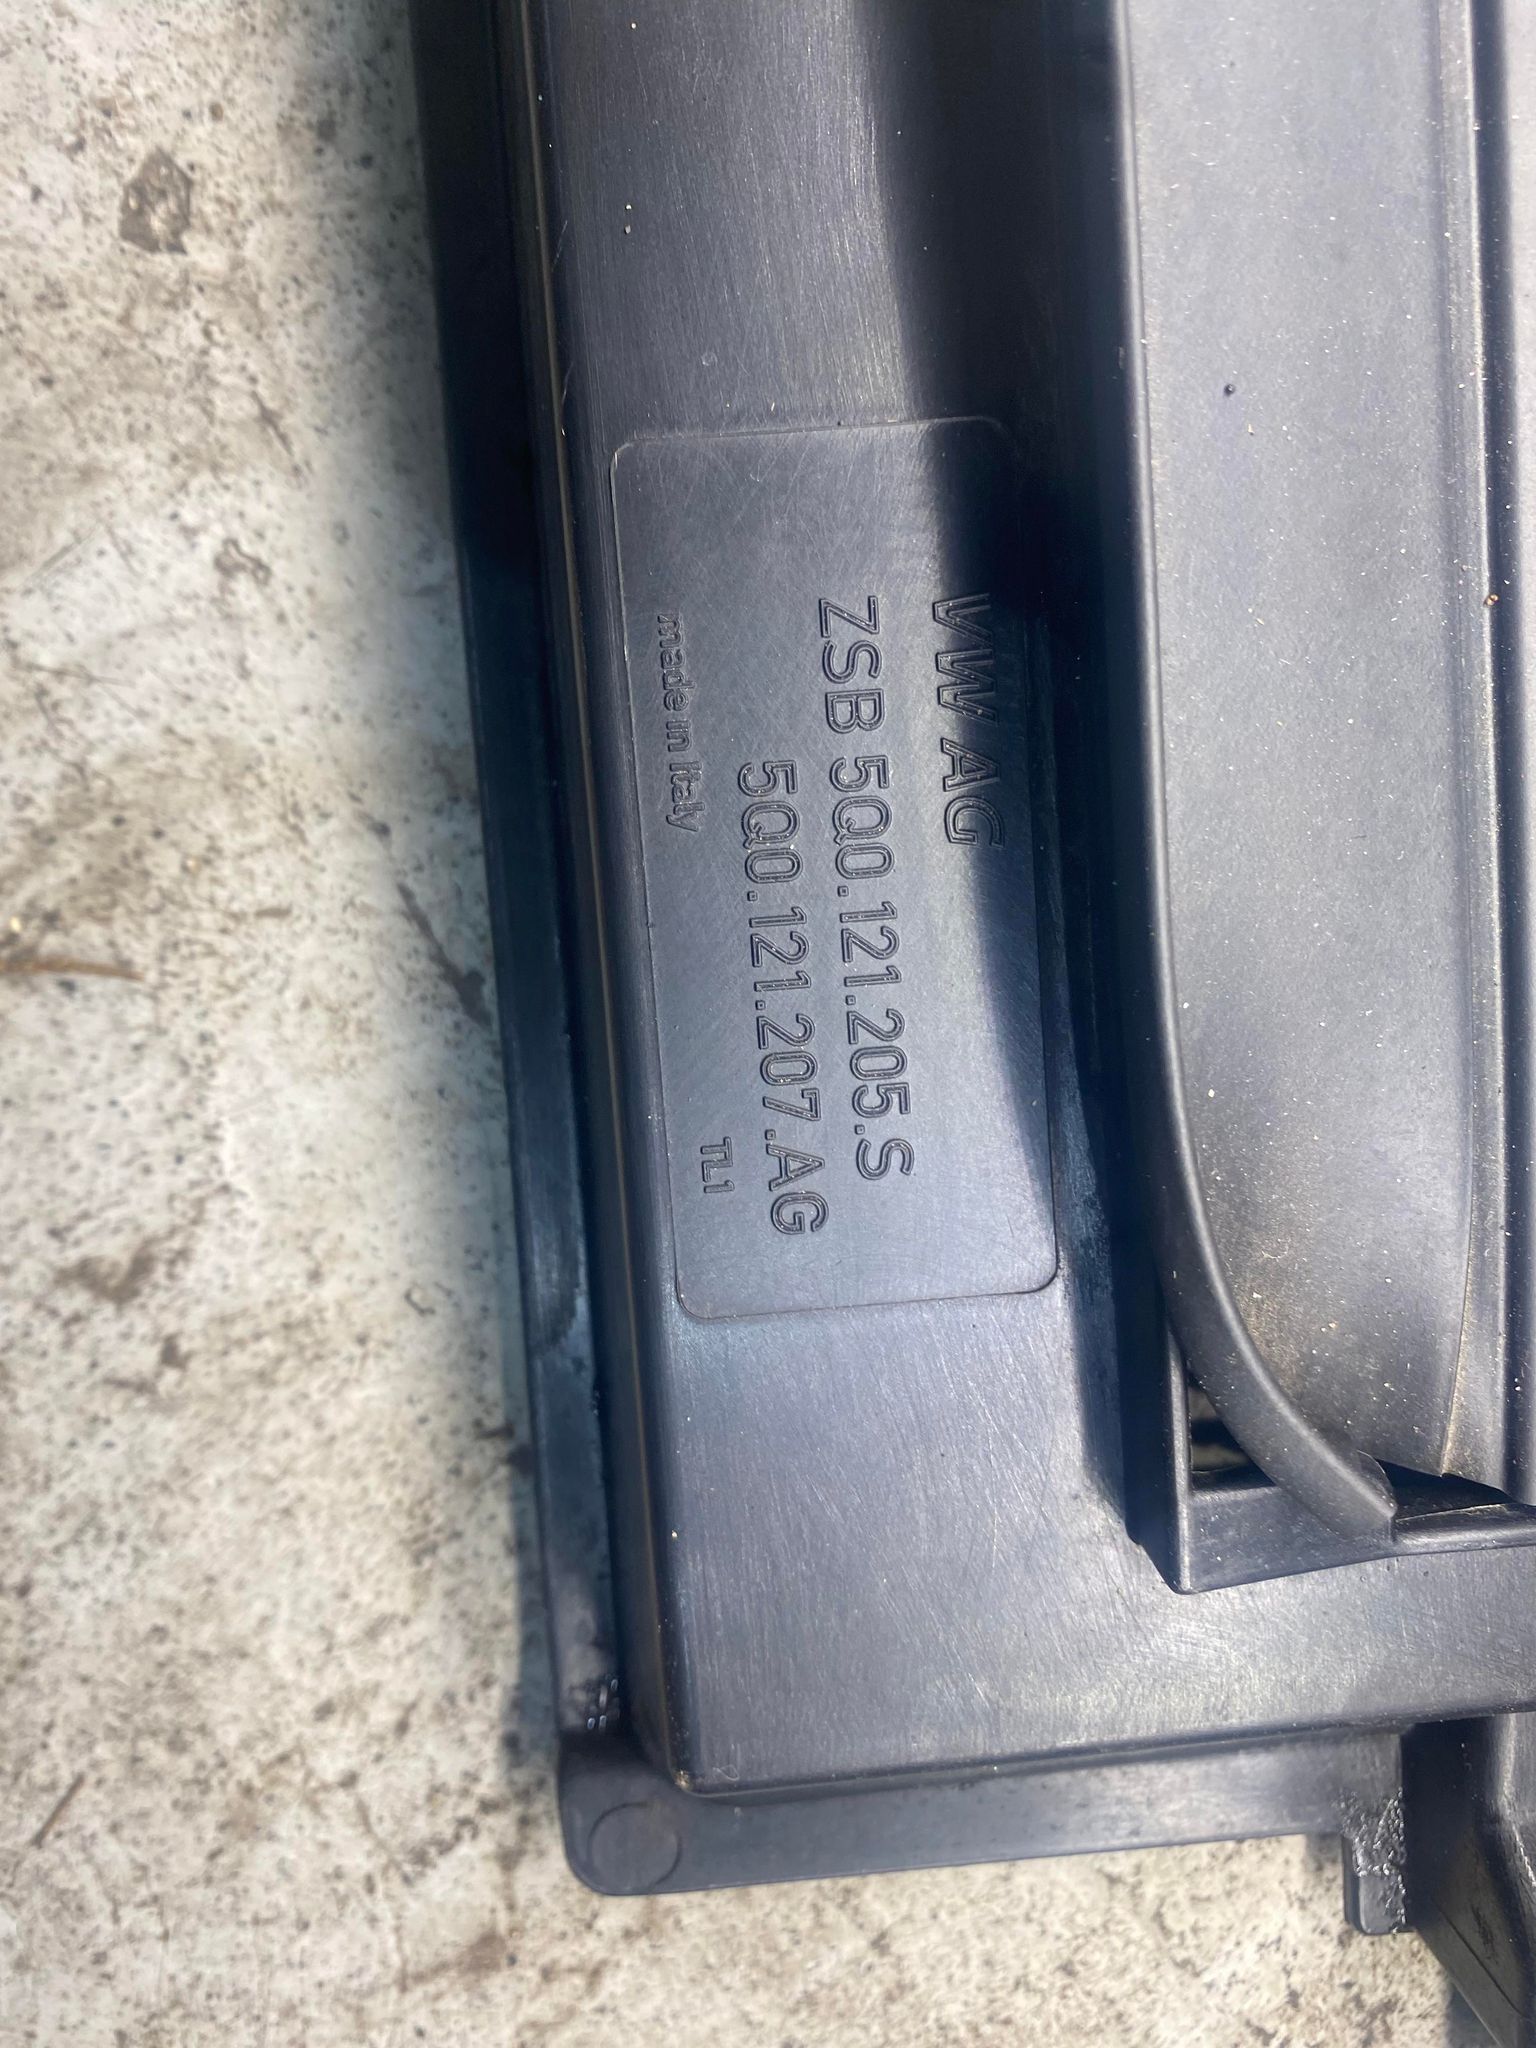 VW AG
ZSB 5Q0.121.205.S
5Q0.121.207.AG
made in Italy
TL1